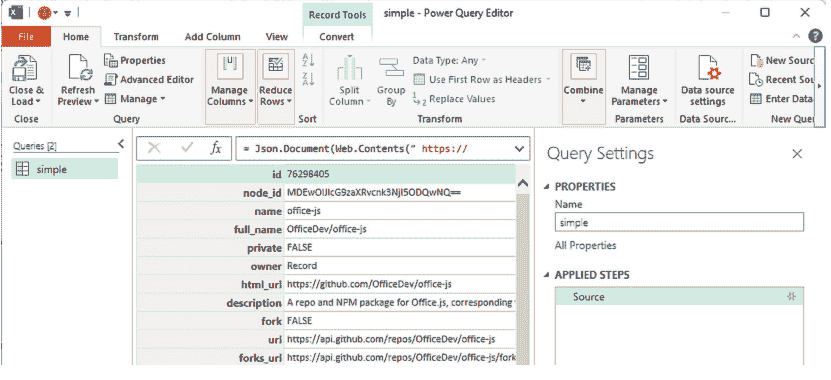 Record Tools
simple - Power Query Editor
File
Home
Transform
Add Column
View
Convert
Close &
Load
Close
Refresh
Preview
Properties
Advanced Editor
Manage
Query
Manage
Columns
Reduce
Rows
Sort
Split
Column
Group
By
Data Type: Any
Use First Row as Headers
Replace Values
Transform
Combine
Manage
Parameters
Parameters
Data source
settings
Data Sourc...
New Sourc
Recent Sou
Enter Data
New Quer
Queries [2]
simple
fx
= Json.Document(Web.Contents(" https://
id 76298405
name office-js
full_name OfficeDev/office-js
private FALSE
owner Record
html_url https://github.com/OfficeDev/office-js
description A repo and NPM package for Office.js, corresponding
fork FALSE
url https://api.github.com/repos/OfficeDev/office-js
forks_url https://api.github.com/repos/OfficeDev/office-js/fork
node_id
Query Settings
PROPERTIES
Name
simple
All Properties
APPLIED STEPS
Source